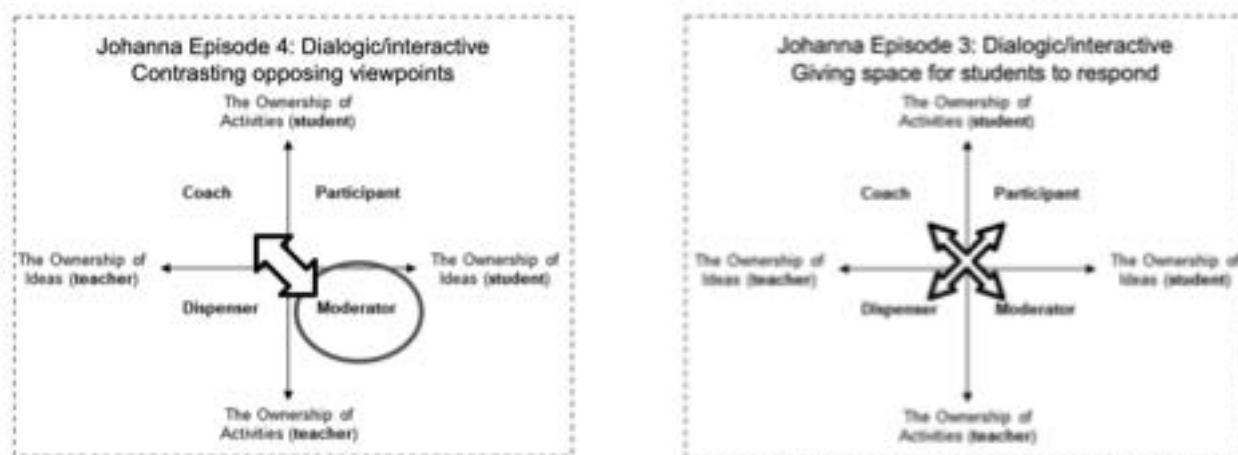 Johanna Episode 4: Dialogic/interactive
Contrasting opposing viewpoints
The Ownership of
Activities (student)
Coach
Participant
The Ownership of
Ideas (teacher)
The Ownership of
Ideas (student)
Dispenser
Moderator
The Ownership of
Activities (teacher)
Johanna Episode 3: Dialogic/interactive
Giving space for students to respond
The Ownership of
Activities (student)
Coach
Participant
The Ownership of
Ideas (teacher)
The Ownership of
Ideas (student)
Dispenser
Moderator
The Ownership of
Activities (teacher)